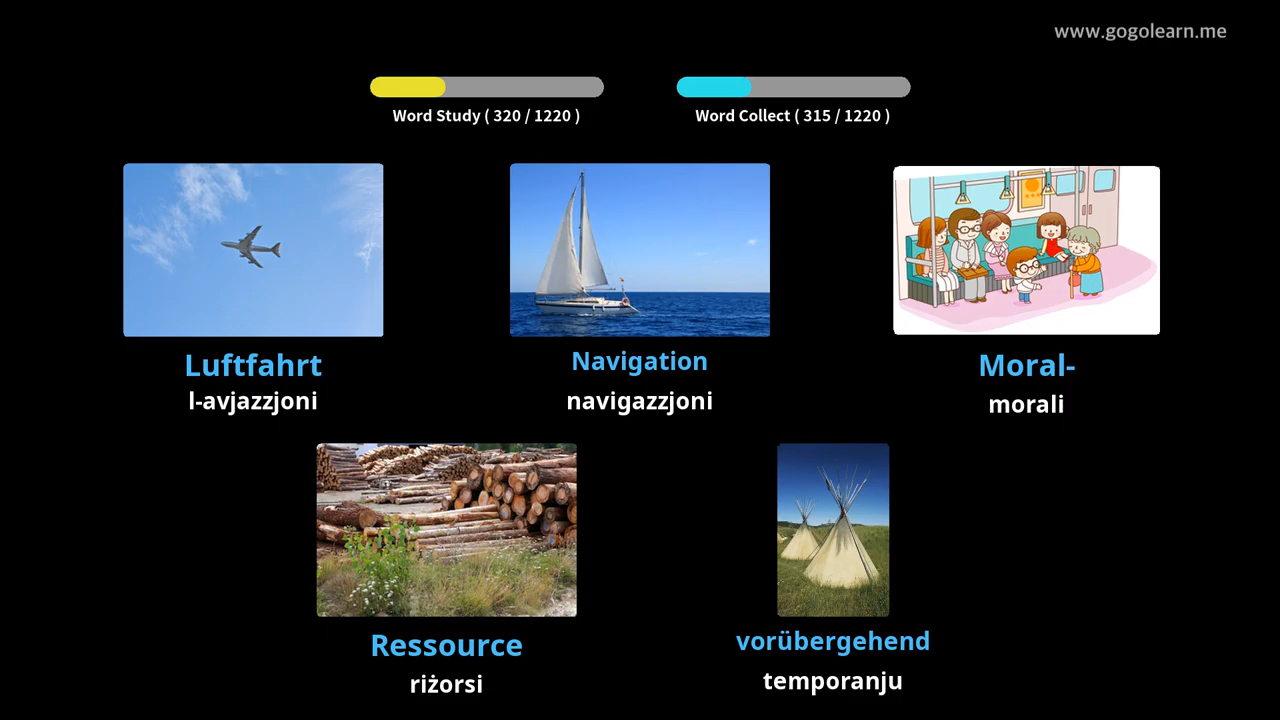 www.gogolearn.me
Word Study ( 320 / 1220 )
Word Collect ( 315 / 1220 )
Luftfahrt
l-avjazzjoni
Navigation
navigazzjoni
Moral-
morali
Ressource
riżorsi
vorübergehend
temporanju